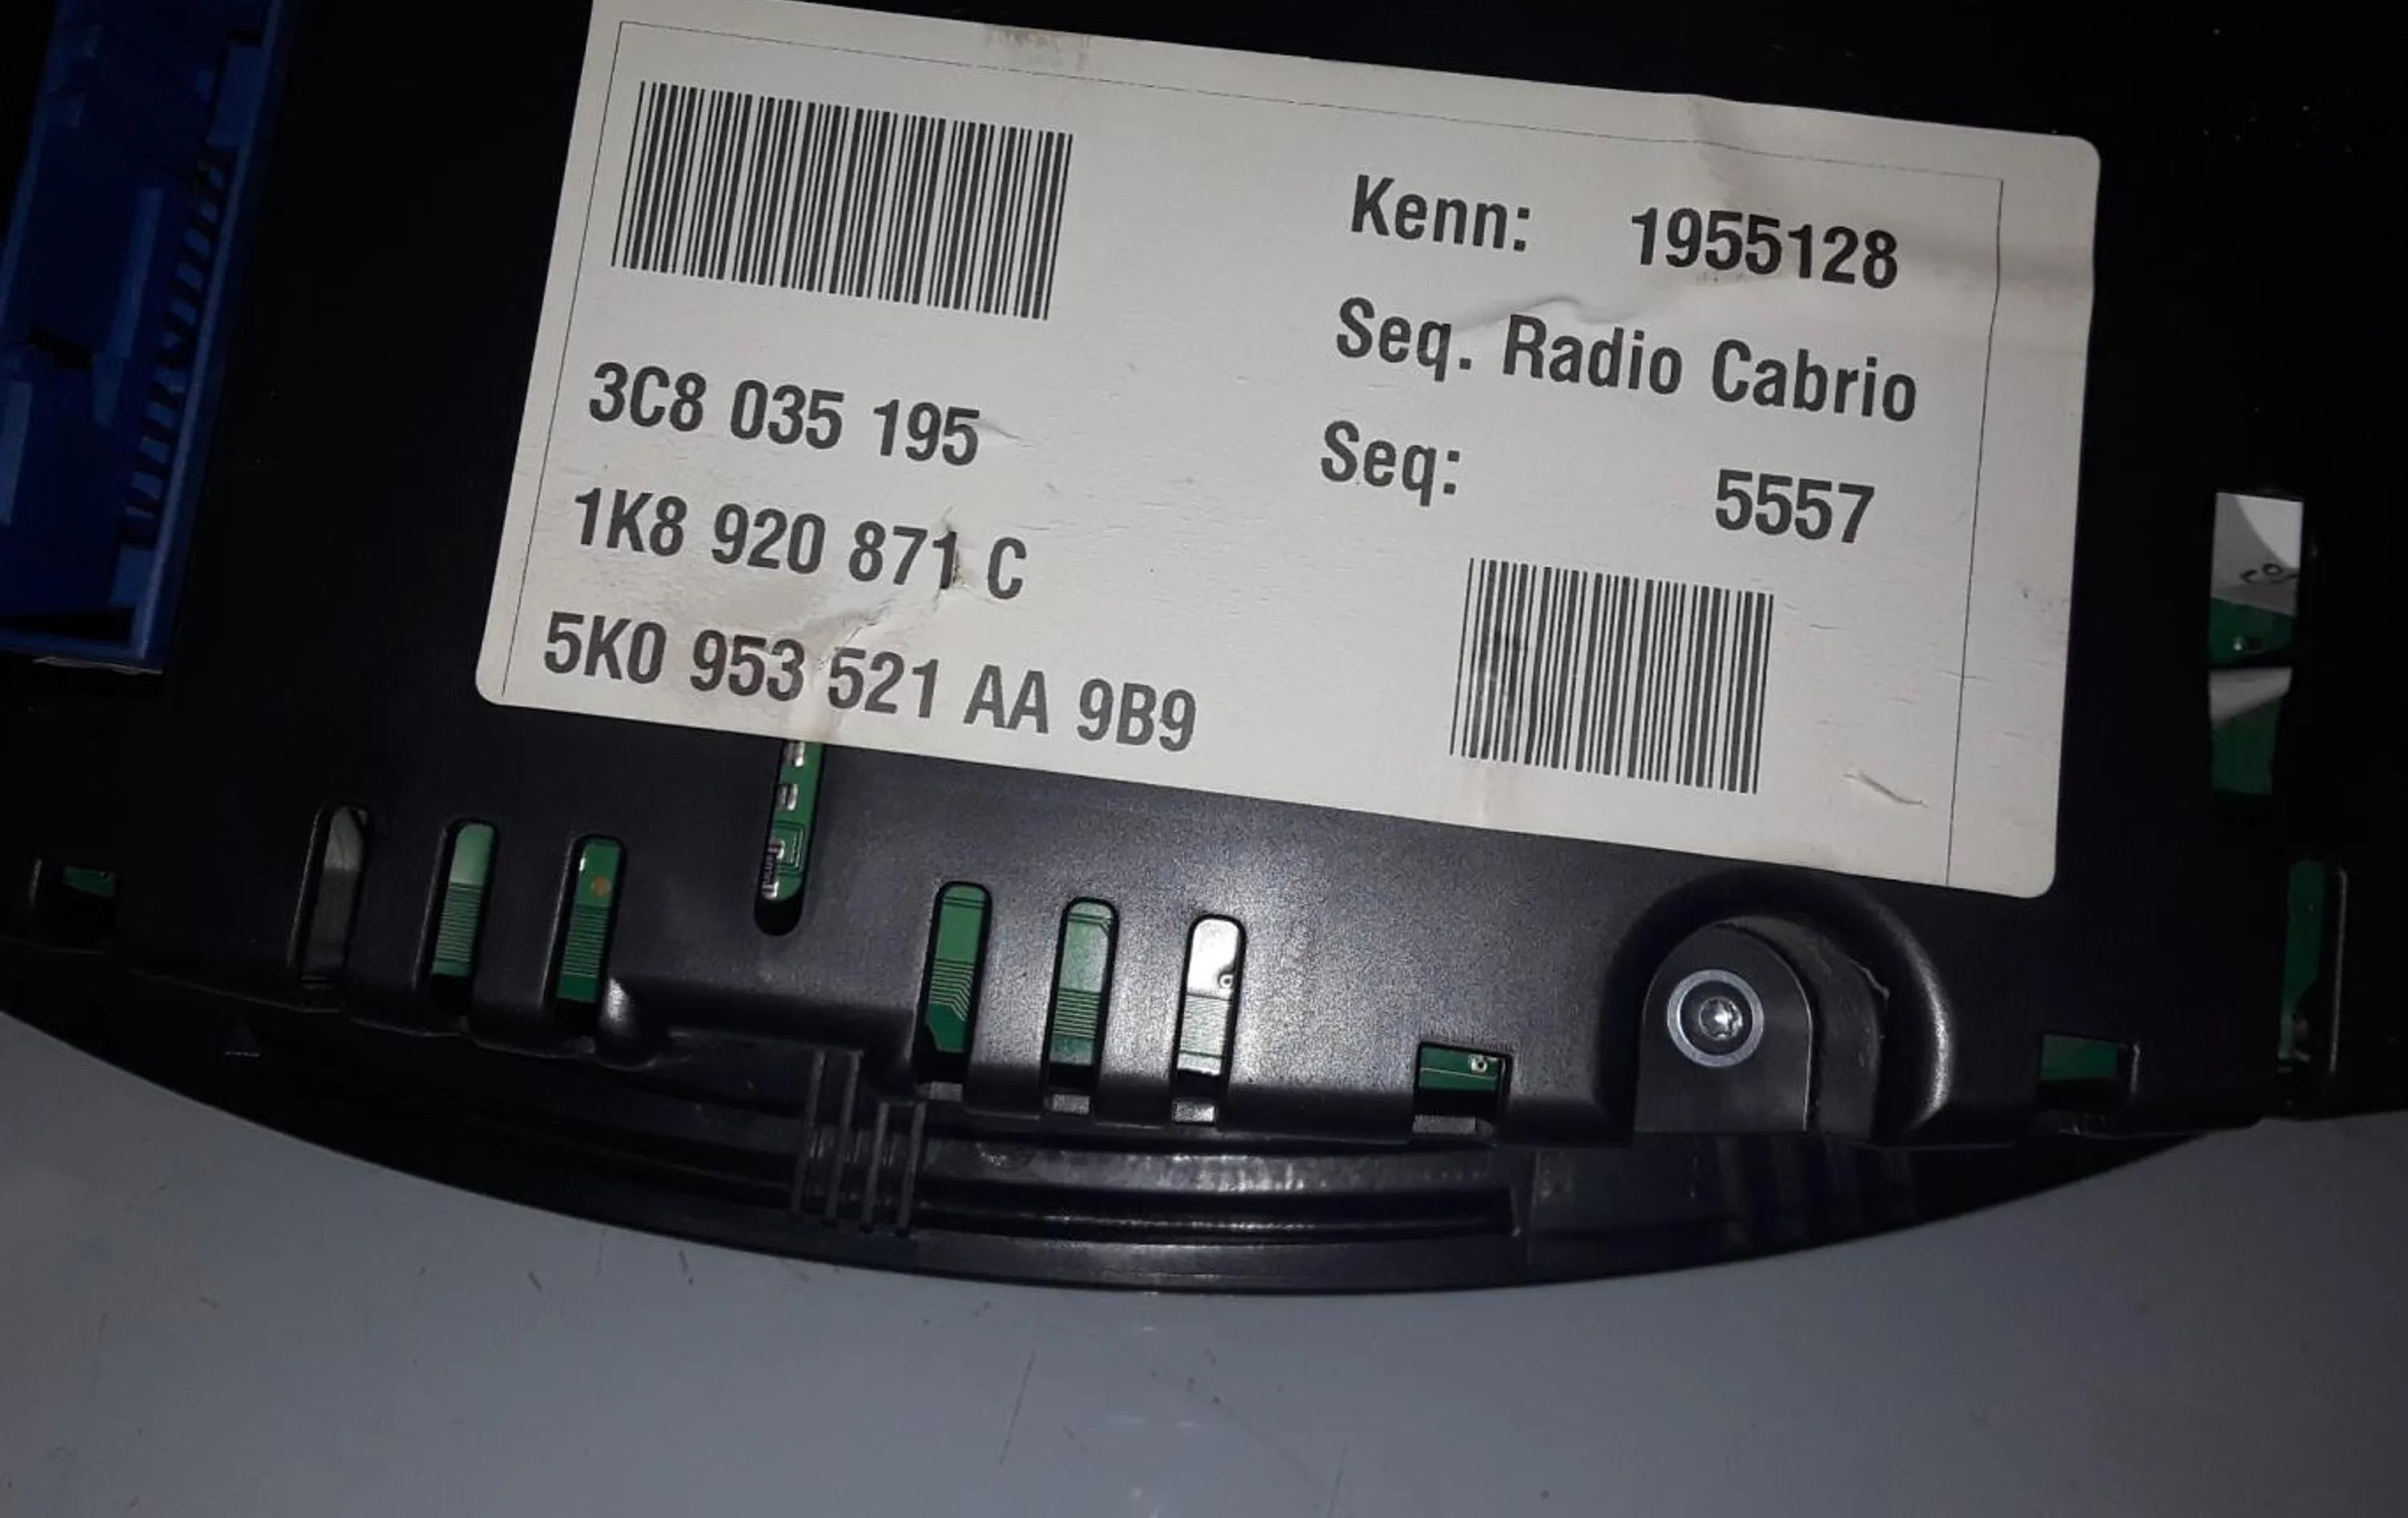 Kenn: 1955128
Seq. Radio Cabrio
Seq: 5557
3C8 035 195
1K8 920 871 C
5K0 953 521 AA 9B9